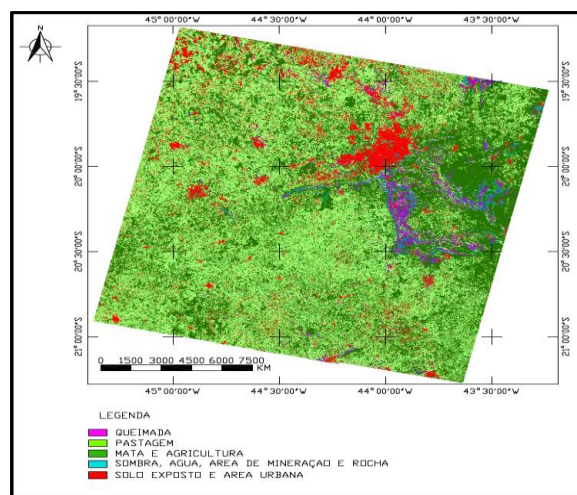 N
45°00'00"W 44°30'00"W 44°00'00"W 43°30'00"W
19°30'00"S 19°30'00"S
20°00'00"S 20°00'00"S
20°30'00"S 20°30'00"S
21°00'00"S 21°00'00"S
0 1500 3000 4500 6000 7500
KM
45°00'00"W 44°30'00"W 44°00'00"W 43°30'00"W
LEGENDA
QUEIMADA
PASTAGEM
MATA E AGRICULTURA
SOMBRA, AGUA, AREA DE MINERAÇAO E ROCHA
SOLO EXPOSTO E AREA URBANA